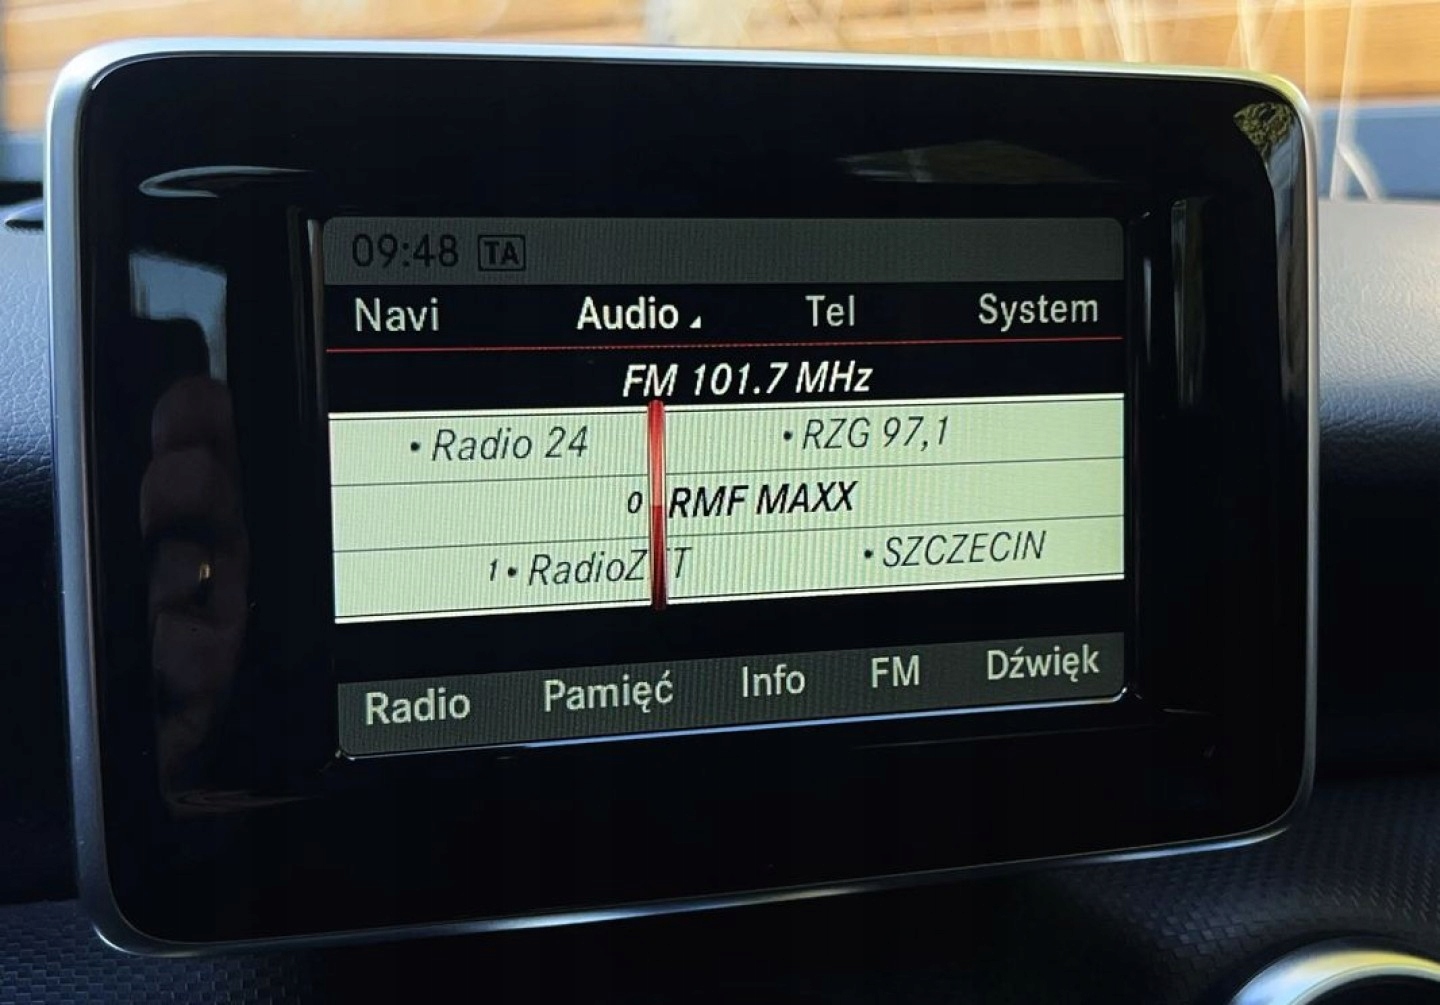 09:48 TA
Navi Audio Tel System
FM 101.7 MHz
• Radio 24 • RZG 97,1
0 RMF MAXX
1 • RadioZET • SZCZECIN
Radio Pamięć Info FM Dźwięk